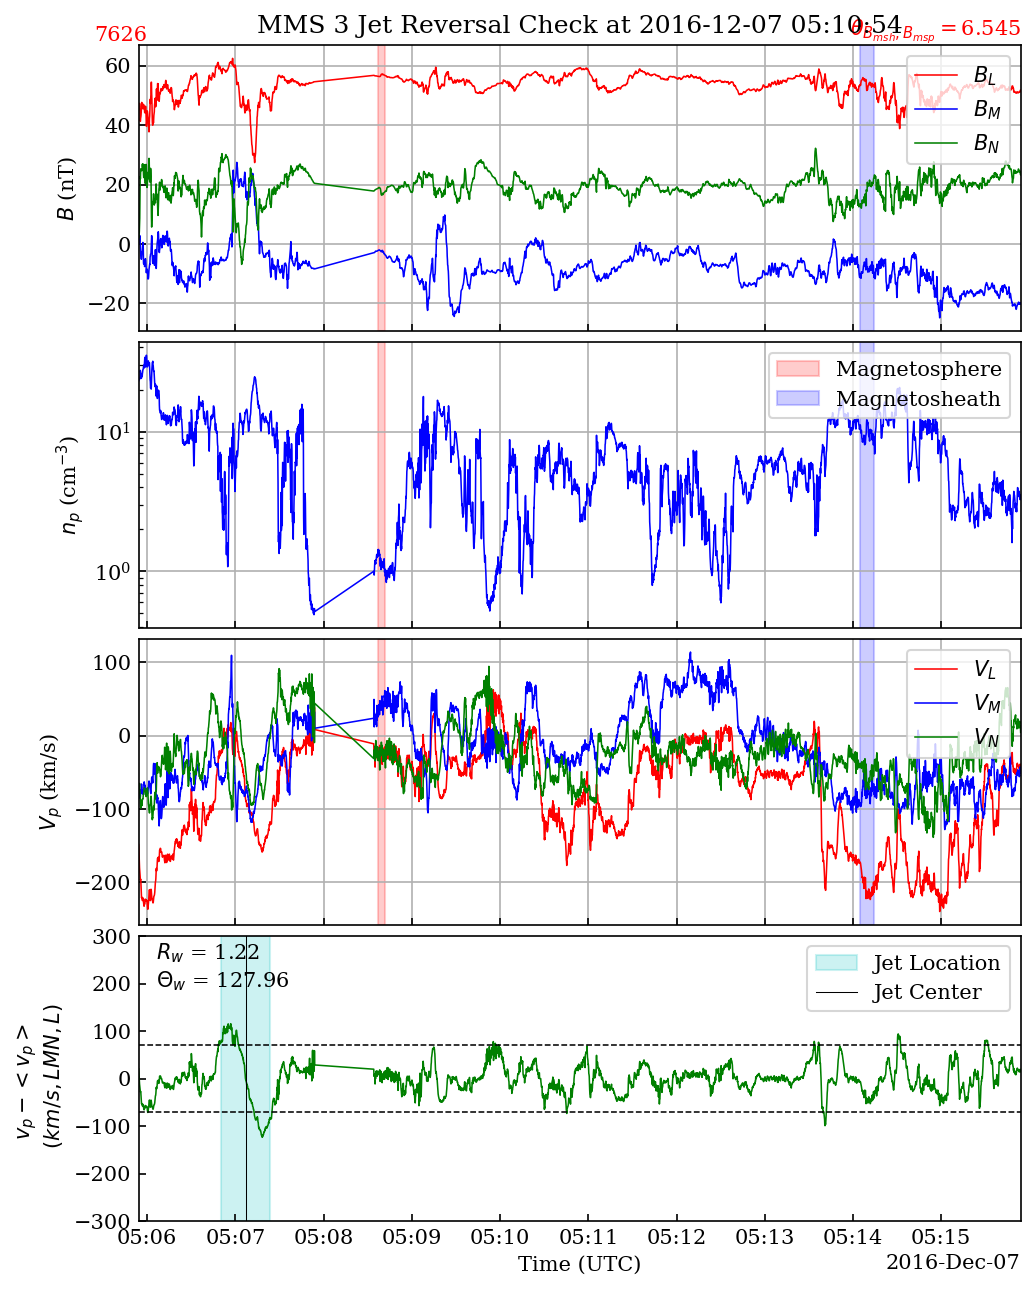 7626
MMS 3 Jet Reversal Check at 2016-12-07 05:10:54
θ_{B_{msh}, B_{msp}} = 6.545
60
40
20
0
−20
B (nT)
B_L
B_M
B_N
10^1
10^0
n_p (cm^{−3})
Magnetosphere
Magnetosheath
100
0
−100
−200
V_p (km/s)
V_L
V_M
V_N
300
200
100
0
−100
−200
−300
v_p − < v_p >
(km/s, LMN, L)
R_w = 1.22
Θ_w = 127.96
Jet Location
Jet Center
05:06 05:07 05:08 05:09 05:10 05:11 05:12 05:13 05:14 05:15
Time (UTC)
2016-Dec-07